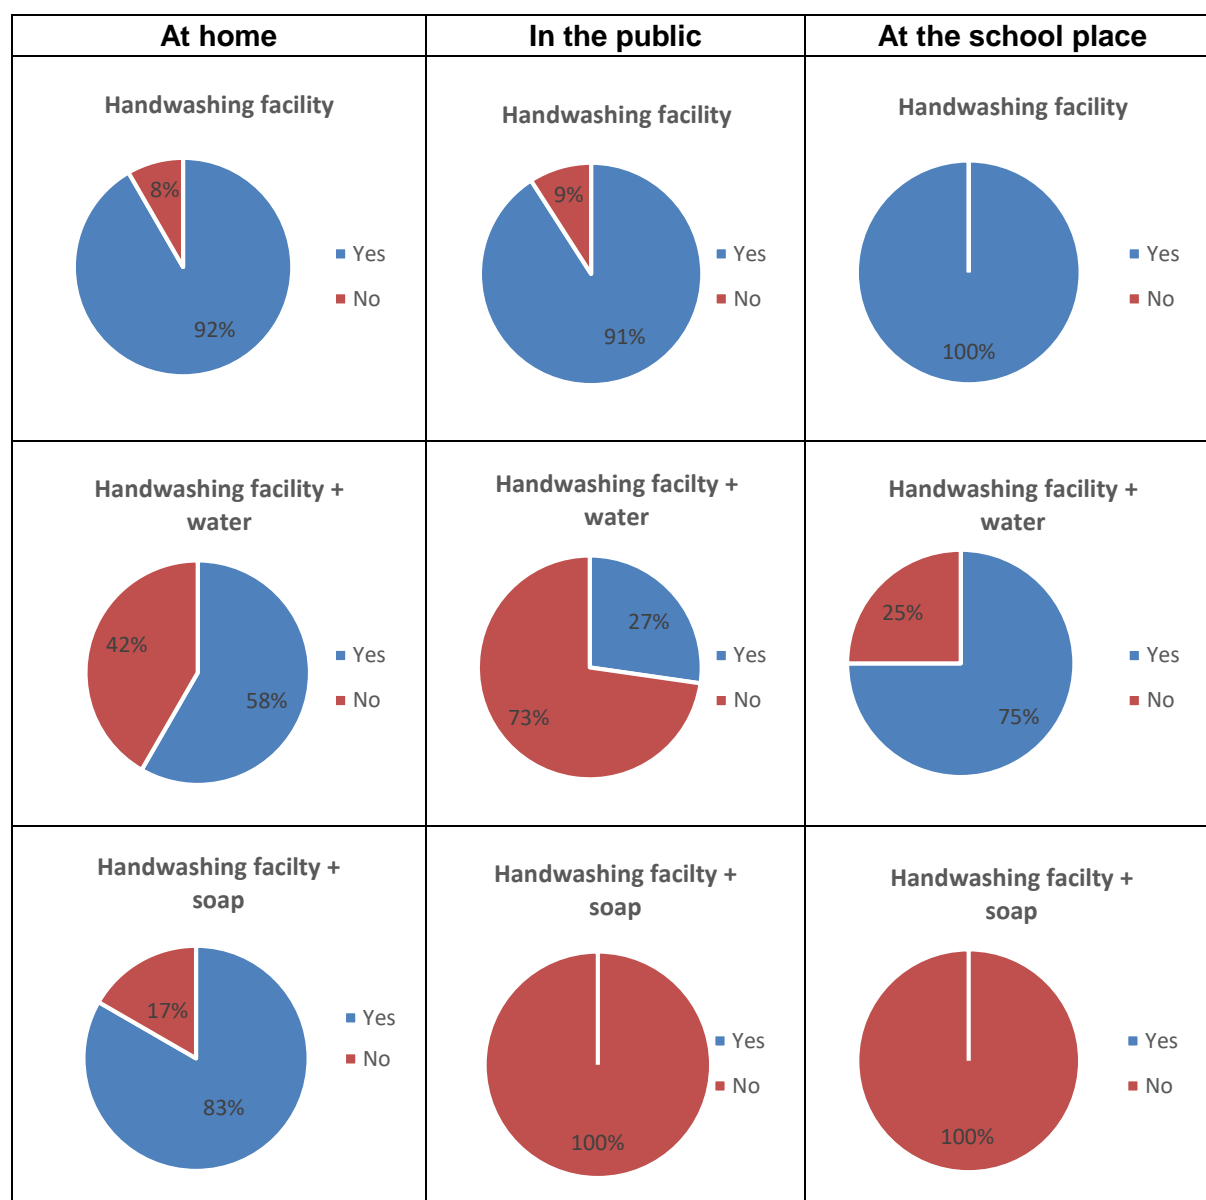 At home
In the public
At the school place
Handwashing facility
8%
92%
Yes
No
Handwashing facility
9%
91%
Yes
No
Handwashing facility
100%
Yes
No
Handwashing facility +
water
42%
58%
Yes
No
Handwashing facilty +
water
27%
73%
Yes
No
Handwashing facility +
water
25%
75%
Yes
No
Handwashing facilty +
soap
17%
83%
Yes
No
Handwashing facilty +
soap
100%
Yes
No
Handwashing facilty +
soap
100%
Yes
No